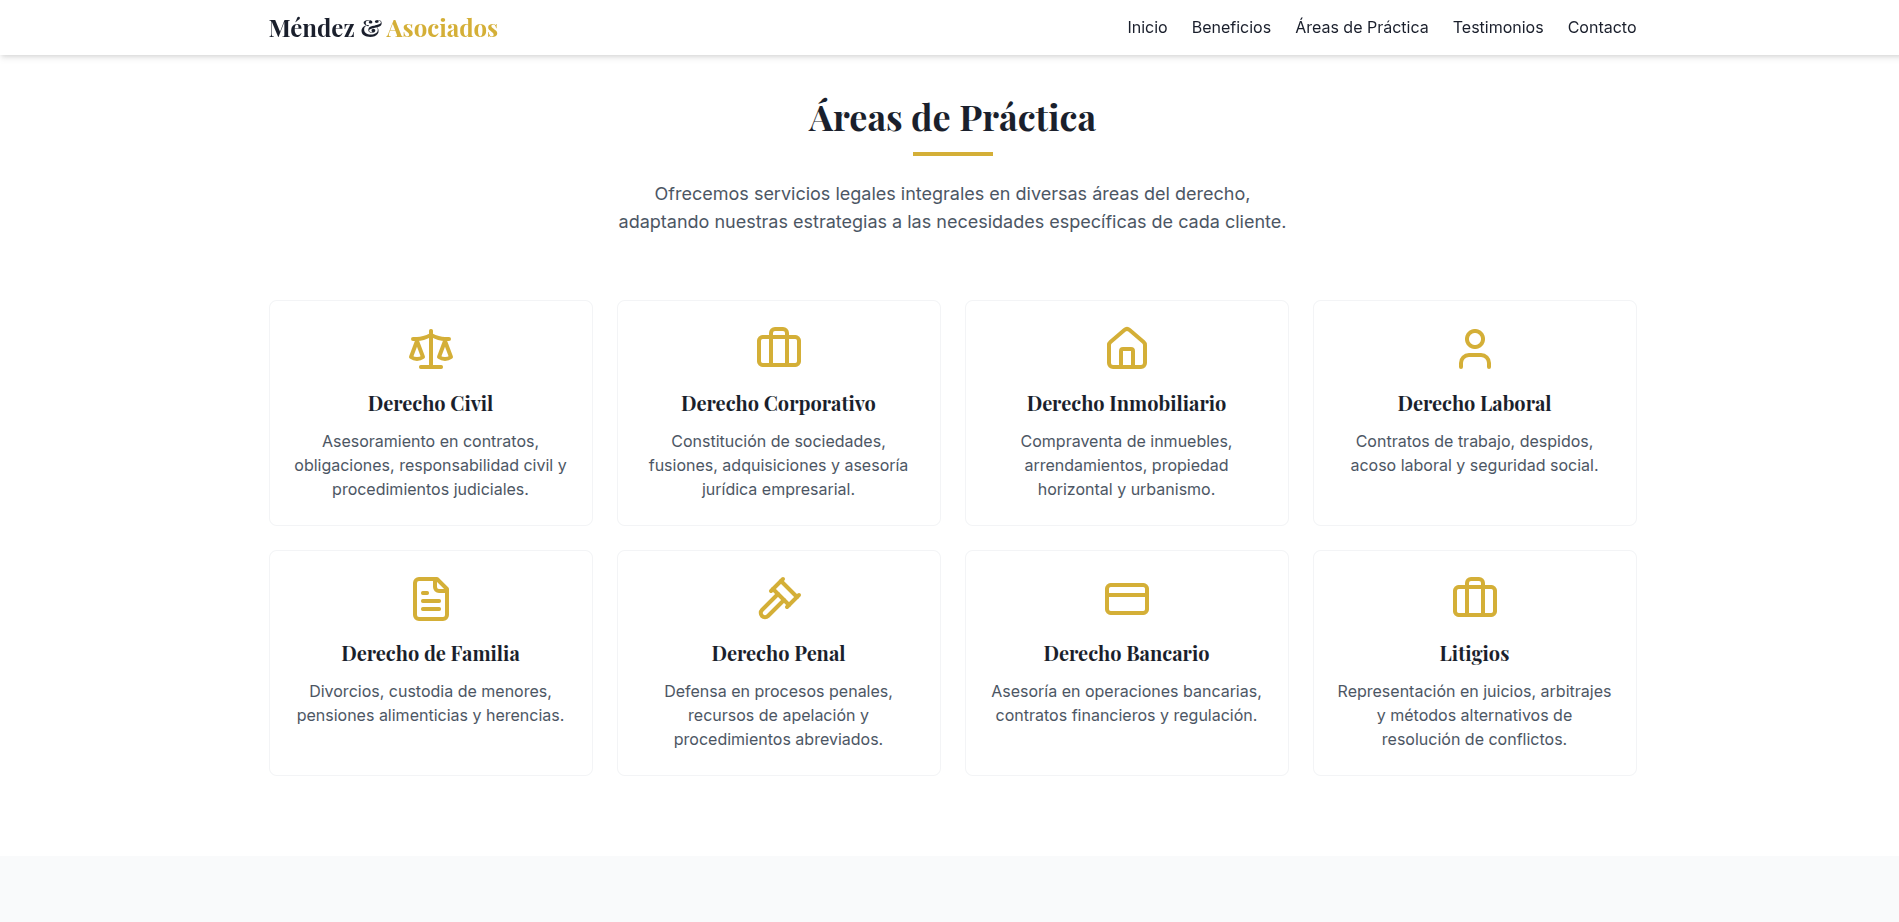 Méndez & Asociados
Inicio Beneficios Áreas de Práctica Testimonios Contacto
Áreas de Práctica
Ofrecemos servicios legales integrales en diversas áreas del derecho,
adaptando nuestras estrategias a las necesidades específicas de cada cliente.
Derecho Civil
Asesoramiento en contratos,
obligaciones, responsabilidad civil y
procedimientos judiciales.
Derecho Corporativo
Constitución de sociedades,
fusiones, adquisiciones y asesoría
jurídica empresarial.
Derecho Inmobiliario
Compraventa de inmuebles,
arrendamientos, propiedad
horizontal y urbanismo.
Derecho Laboral
Contratos de trabajo, despidos,
acoso laboral y seguridad social.
Derecho de Familia
Divorcios, custodia de menores,
pensiones alimenticias y herencias.
Derecho Penal
Defensa en procesos penales,
recursos de apelación y
procedimientos abreviados.
Derecho Bancario
Asesoría en operaciones bancarias,
contratos financieros y regulación.
Litigios
Representación en juicios, arbitrajes
y métodos alternativos de
resolución de conflictos.